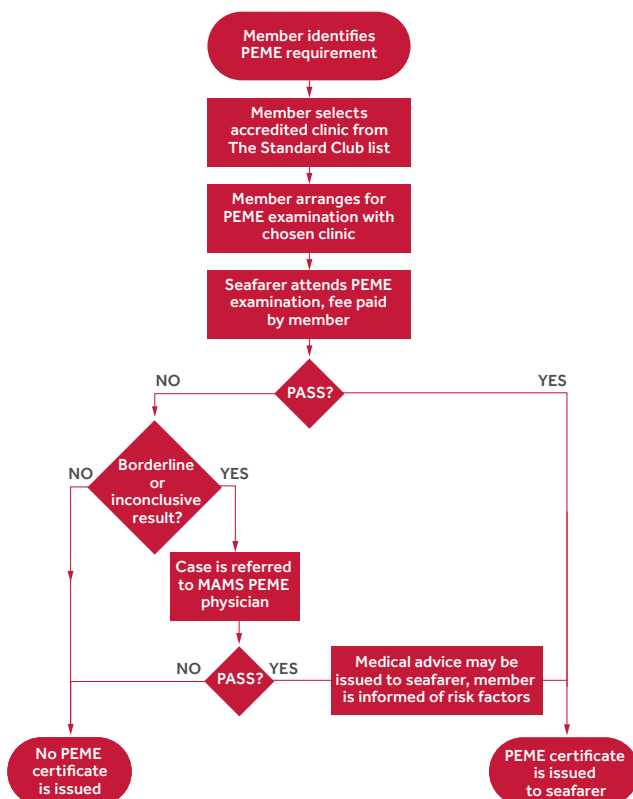 Member identifies
PEME requirement
Member selects
accredited clinic from
The Standard Club list
Member arranges for
PEME examination with
chosen clinic
Seafarer attends PEME
examination, fee paid
by member
NO
PASS?
YES
NO
Borderline
or
inconclusive
result?
YES
Case is referred
to MAMS PEME
physician
NO
PASS?
YES
Medical advice may be
issued to seafarer, member
is informed of risk factors
No PEME
certificate
is issued
PEME certificate
is issued
to seafarer